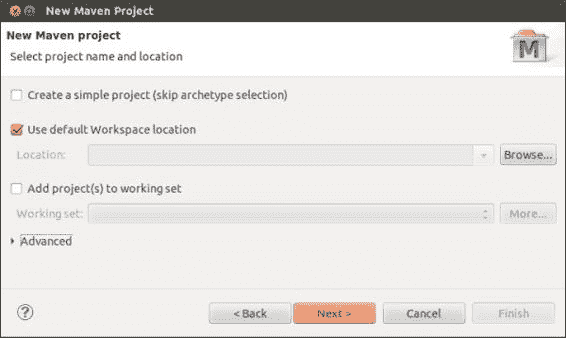 New Maven Project
New Maven project
Select project name and location
M
Create a simple project (skip archetype selection)
Use default Workspace location
Location:
Browse...
Add project(s) to working set
Working set:
More...
Advanced
?
< Back
Next >
Cancel
Finish